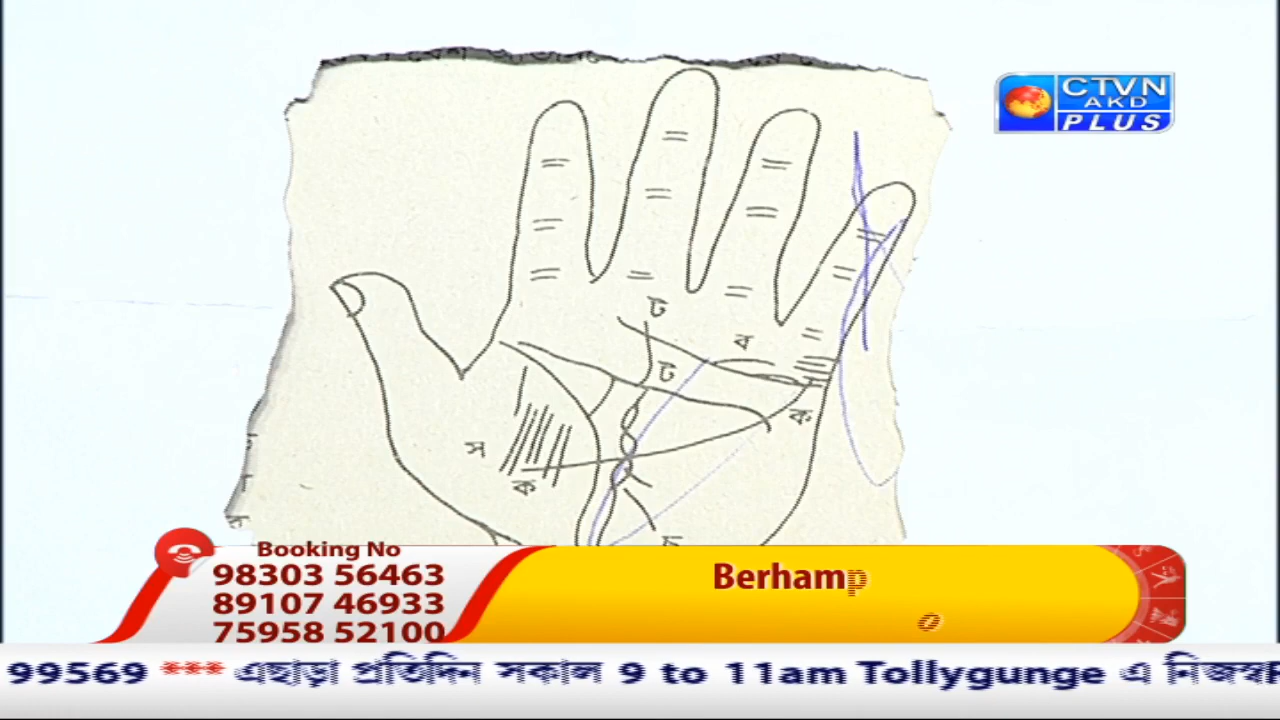 CTVN
AKD
PLUS
ট
ব
ট
ক
স
ক
Booking No
98303 56463
89107 46933
75958 52100
Berhamp
99569 *** এছাড়া প্রতিদিন সকাল 9 to 11am Tollygunge এ নিজস্ব